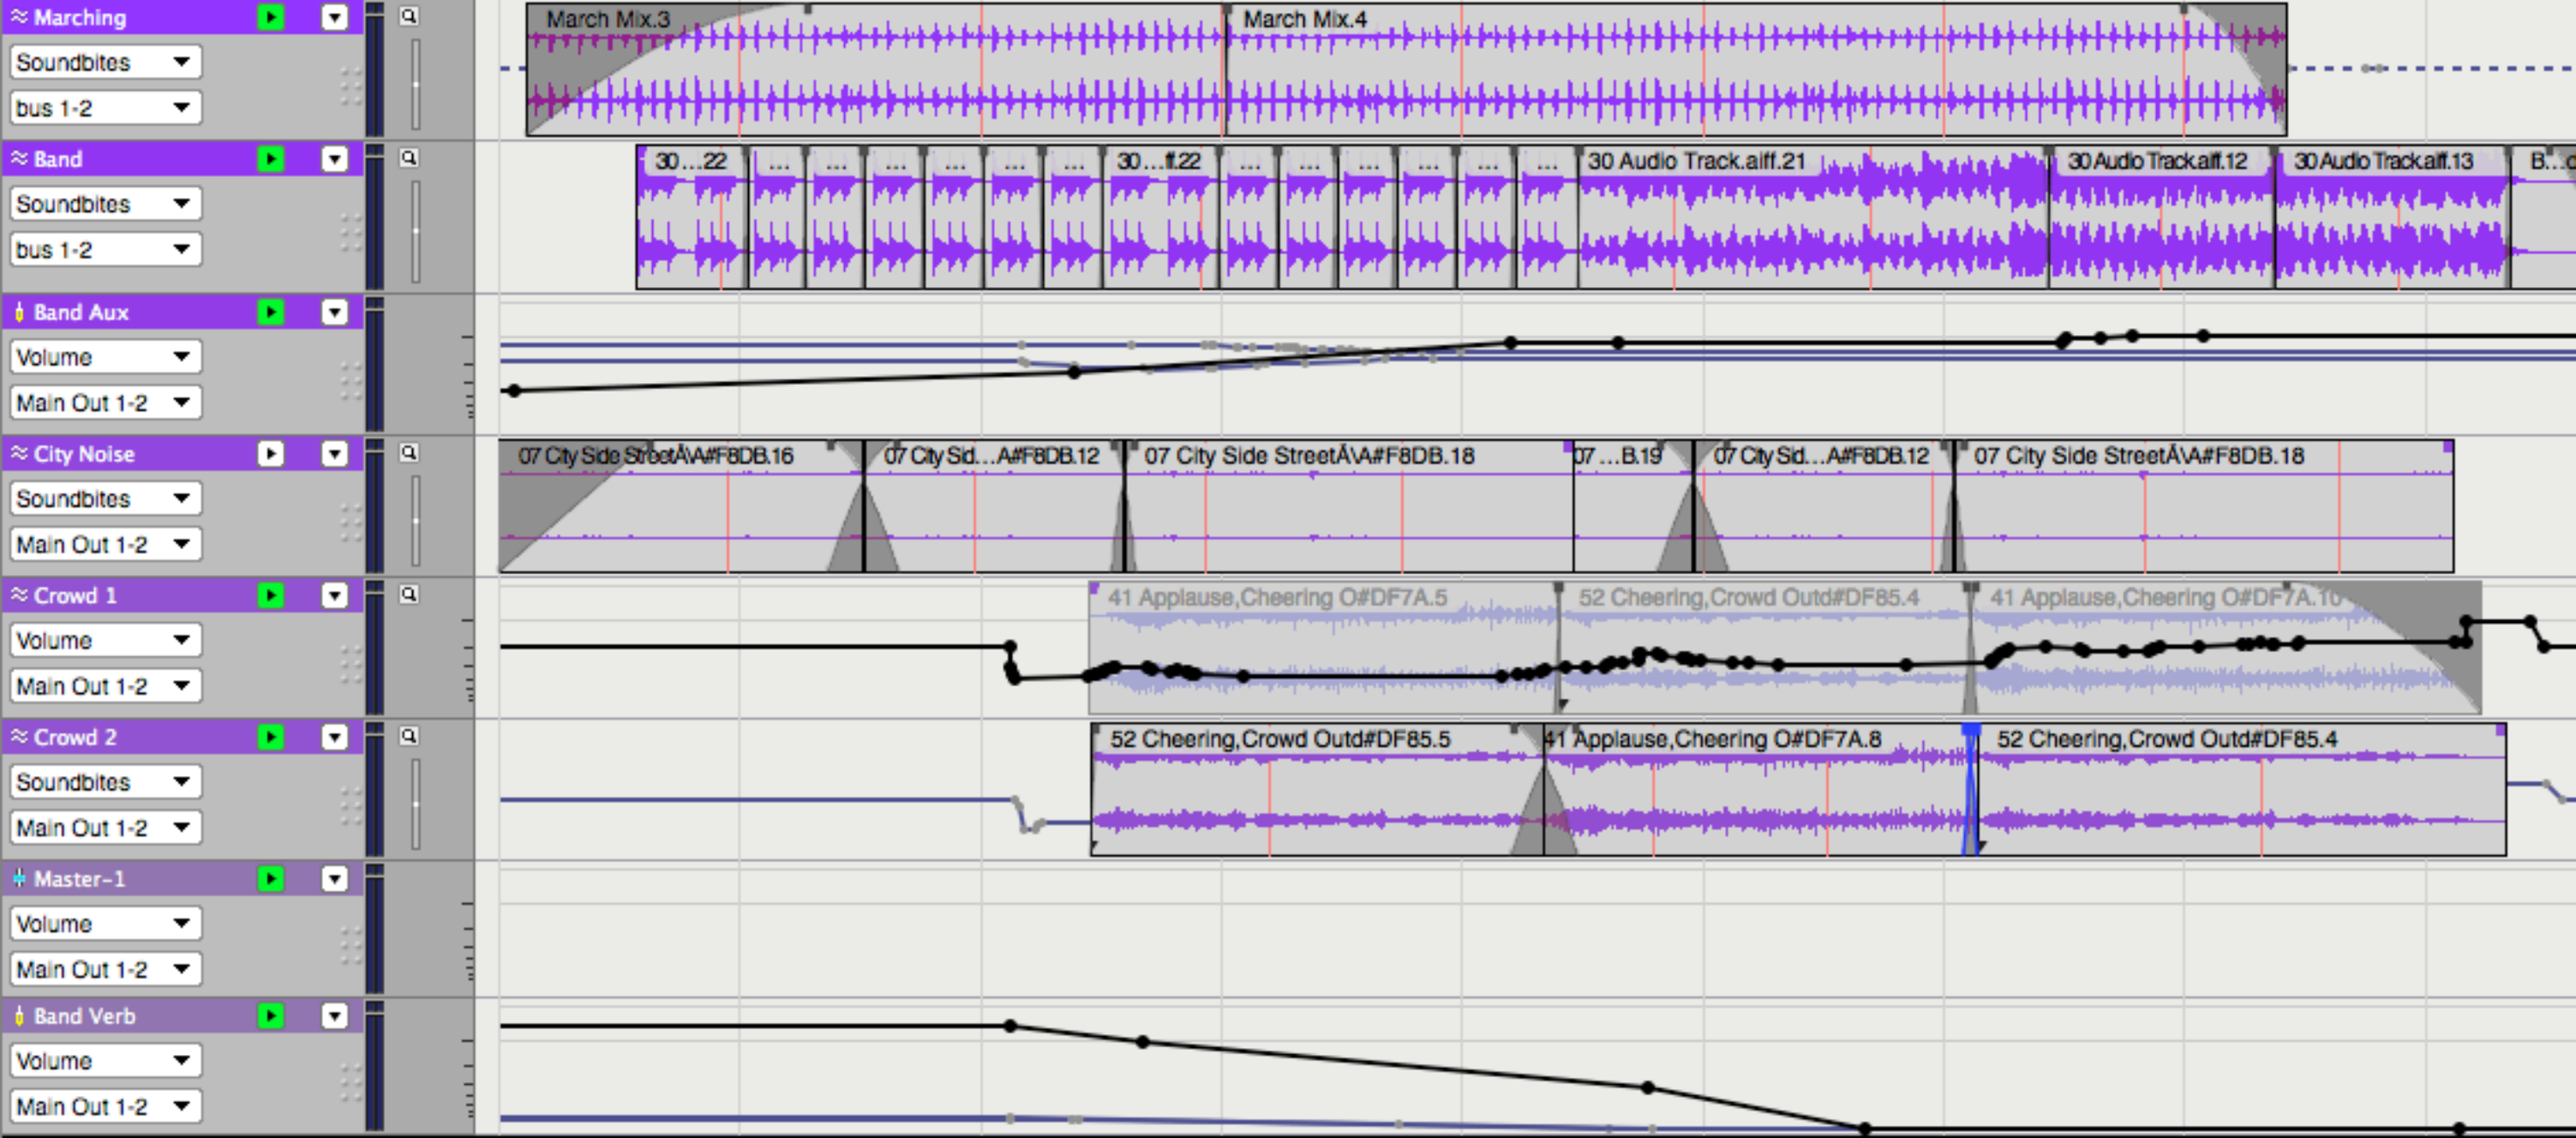 Marching
Soundbites
bus 1-2
March Mix.3
March Mix.4
Band
Soundbites
bus 1-2
30...22
...
...
...
...
...
...
30...ff.22
...
...
...
...
...
...
30 Audio Track.aiff.21
30 Audio Track.aiff.12
30 Audio Track.aiff.13
Band Aux
Volume
Main Out 1-2
City Noise
Soundbites
Main Out 1-2
07 City Side StreetÅ\A#F8DB.16
07 City Sid...A#F8DB.12
07 City Side StreetÅ\A#F8DB.18
07 ...B.19
07 City Sid...A#F8DB.12
07 City Side StreetÅ\A#F8DB.18
Crowd 1
Volume
Main Out 1-2
41 Applause,Cheering O#DF7A.5
52 Cheering,Crowd Outd#DF85.4
41 Applause,Cheering O#DF7A.10
Crowd 2
Soundbites
Main Out 1-2
52 Cheering,Crowd Outd#DF85.5
41 Applause,Cheering O#DF7A.8
52 Cheering,Crowd Outd#DF85.4
Master-1
Volume
Main Out 1-2
Band Verb
Volume
Main Out 1-2